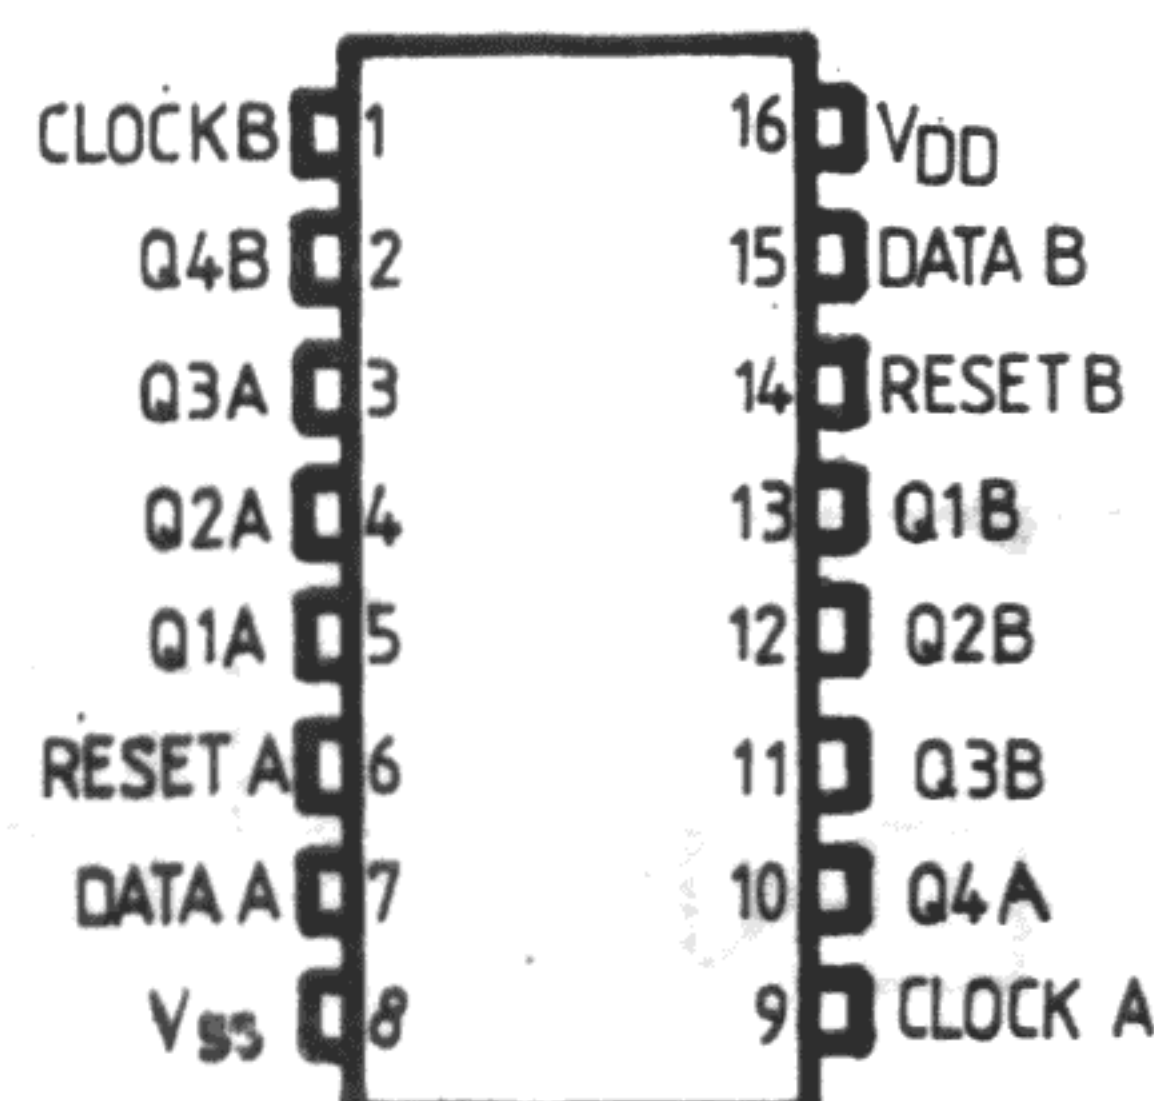 CLOCK B 1 16 VDD
Q4B 2 15 DATA B
Q3A 3 14 RESET B
Q2A 4 13 Q1B
Q1A 5 12 Q2B
RESET A 6 11 Q3B
DATA A 7 10 Q4A
VSS 8 9 CLOCK A